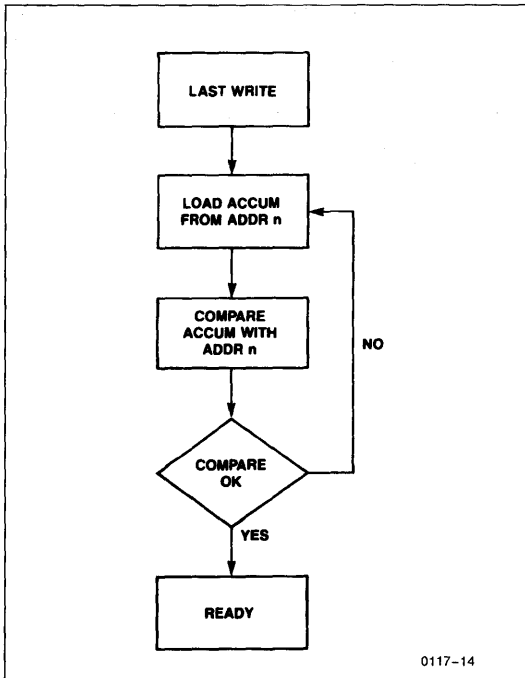 LAST WRITE
LOAD ACCUM
FROM ADDR n
COMPARE
ACCUM WITH
ADDR n
NO
COMPARE
OK
YES
READY
0117–14